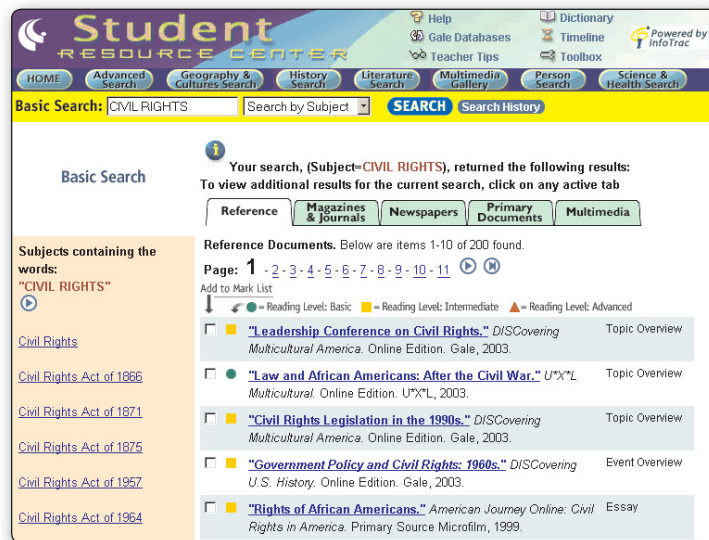 Student
RESOURCE CENTER
Help
Gale Databases
Teacher Tips
Dictionary
Timeline
Toolbox
Powered by
InfoTrac
HOME
Advanced
Search
Geography &
Cultures Search
History
Search
Literature
Search
Multimedia
Gallery
Person
Search
Science &
Health Search
Basic Search: CIVIL RIGHTS Search by Subject SEARCH Search History
Basic Search
Your search, (Subject=CIVIL RIGHTS), returned the following results:
To view additional results for the current search, click on any active tab
Reference
Magazines
& Journals
Newspapers
Primary
Documents
Multimedia
Subjects containing the
words:
"CIVIL RIGHTS"
Civil Rights
Civil Rights Act of 1866
Civil Rights Act of 1871
Civil Rights Act of 1875
Civil Rights Act of 1957
Civil Rights Act of 1964
Reference Documents. Below are items 1-10 of 200 found.
Page: 1 - 2 - 3 - 4 - 5 - 6 - 7 - 8 - 9 - 10 - 11
Add to Mark List
= Reading Level: Basic = Reading Level: Intermediate = Reading Level: Advanced
"Leadership Conference on Civil Rights." DISCovering Topic Overview
Multicultural America. Online Edition. Gale, 2003.
"Law and African Americans: After the Civil War." U*X*L Topic Overview
Multicultural. Online Edition. U*X*L, 2003.
"Civil Rights Legislation in the 1990s." DISCovering Topic Overview
Multicultural America. Online Edition. Gale, 2003.
"Government Policy and Civil Rights: 1960s." DISCovering Event Overview
U.S. History. Online Edition. Gale, 2003.
"Rights of African Americans." American Journey Online: Civil Essay
Rights in America. Primary Source Microfilm, 1999.